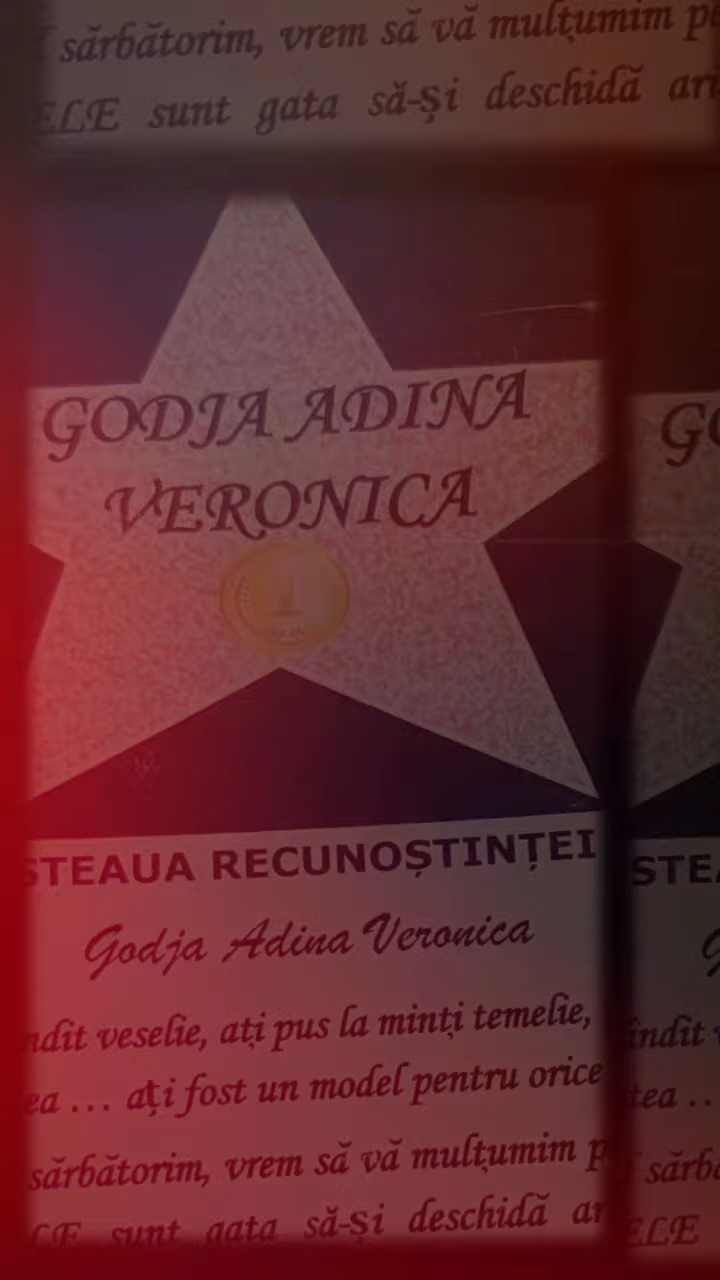 sărbătorim, vrem să vă mulțumim
ELE sunt gata să-și deschidă
GODJA ADINA
VERONICA
STEAUA RECUNOȘTINȚEI
Godja Adina Veronica
ndit veselie, ați pus la minți temelie,
ea ... ați fost un model pentru orice
sărbătorim, vrem să vă mulțumim p
LE sunt gata să-și deschidă ar